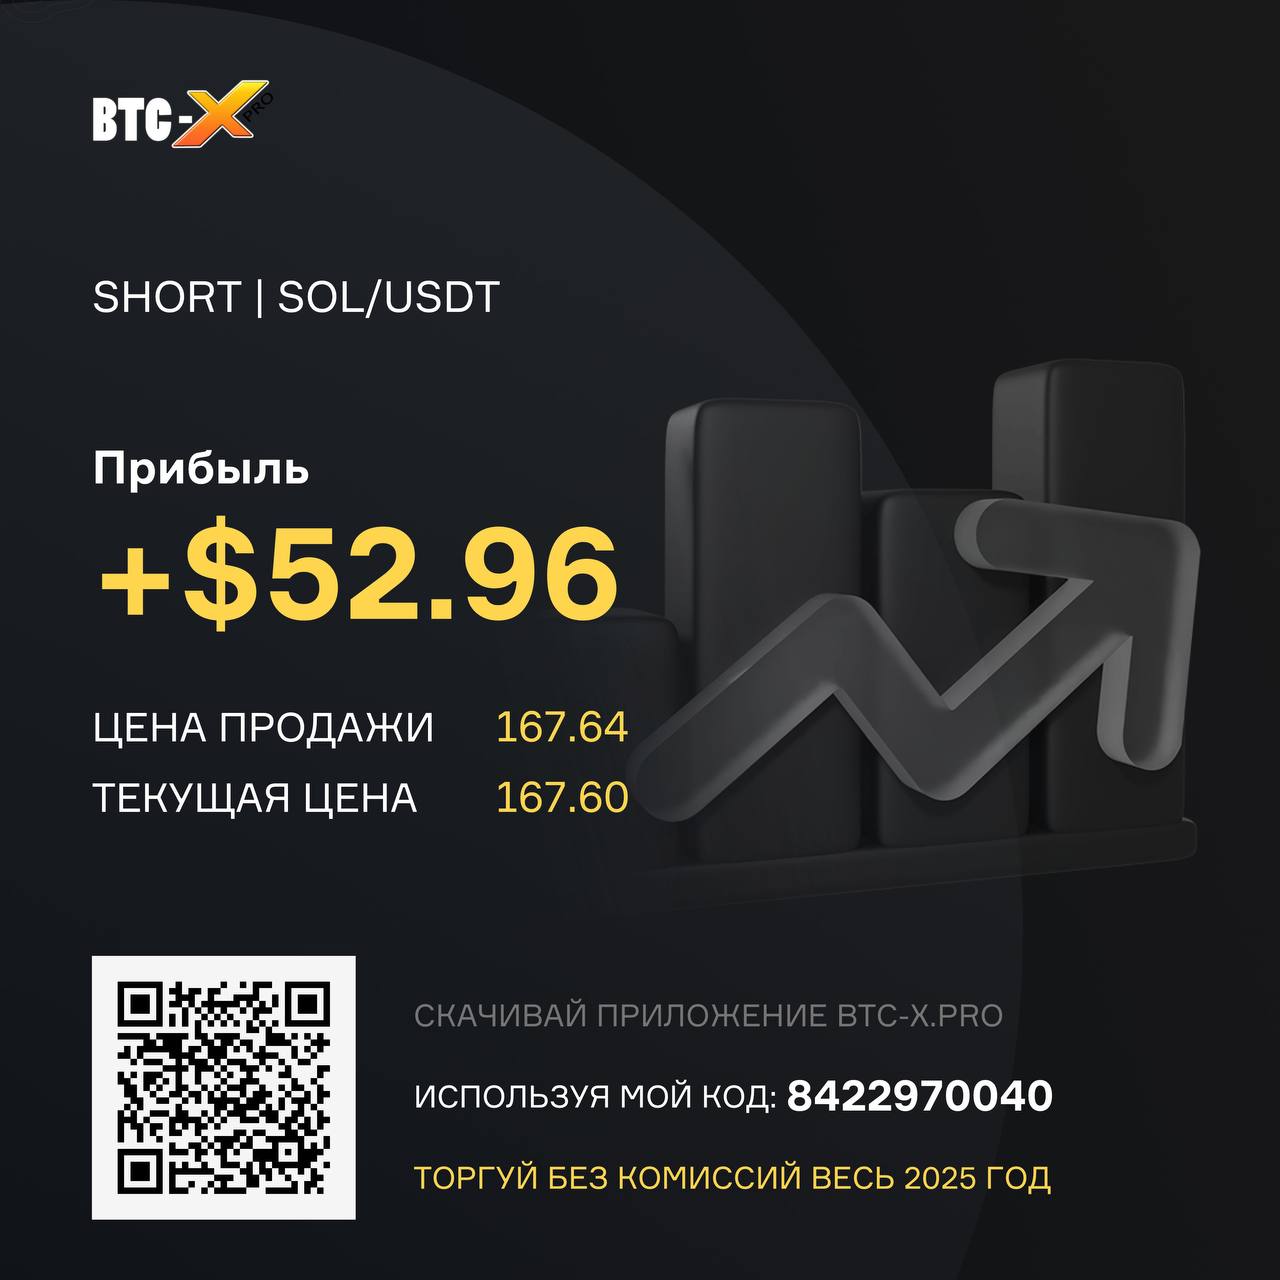 BTC-X PRO
SHORT | SOL/USDT
Прибыль
+$52.96
ЦЕНА ПРОДАЖИ 167.64
ТЕКУЩАЯ ЦЕНА 167.60
СКАЧИВАЙ ПРИЛОЖЕНИЕ BTC-X.PRO
ИСПОЛЬЗУЯ МОЙ КОД: 8422970040
ТОРГУЙ БЕЗ КОМИССИЙ ВЕСЬ 2025 ГОД